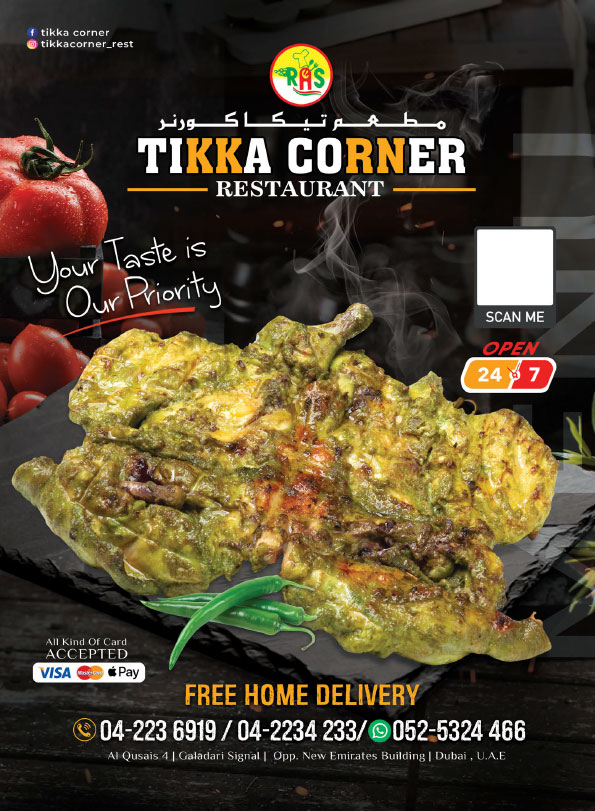 tikka corner
tikkacorner_rest
RHS
مطعم تيكا كورنر
TIKKA CORNER
RESTAURANT
Your Taste is
Our Priority
SCAN ME
OPEN
24 7
All Kind Of Card
ACCEPTED
VISA MasterCard Pay
FREE HOME DELIVERY
04-223 6919 / 04-2234 233/ 052-5324 466
Al Qusais 4 | Galadari Signal | Opp. New Emirates Building | Dubai , U.A.E